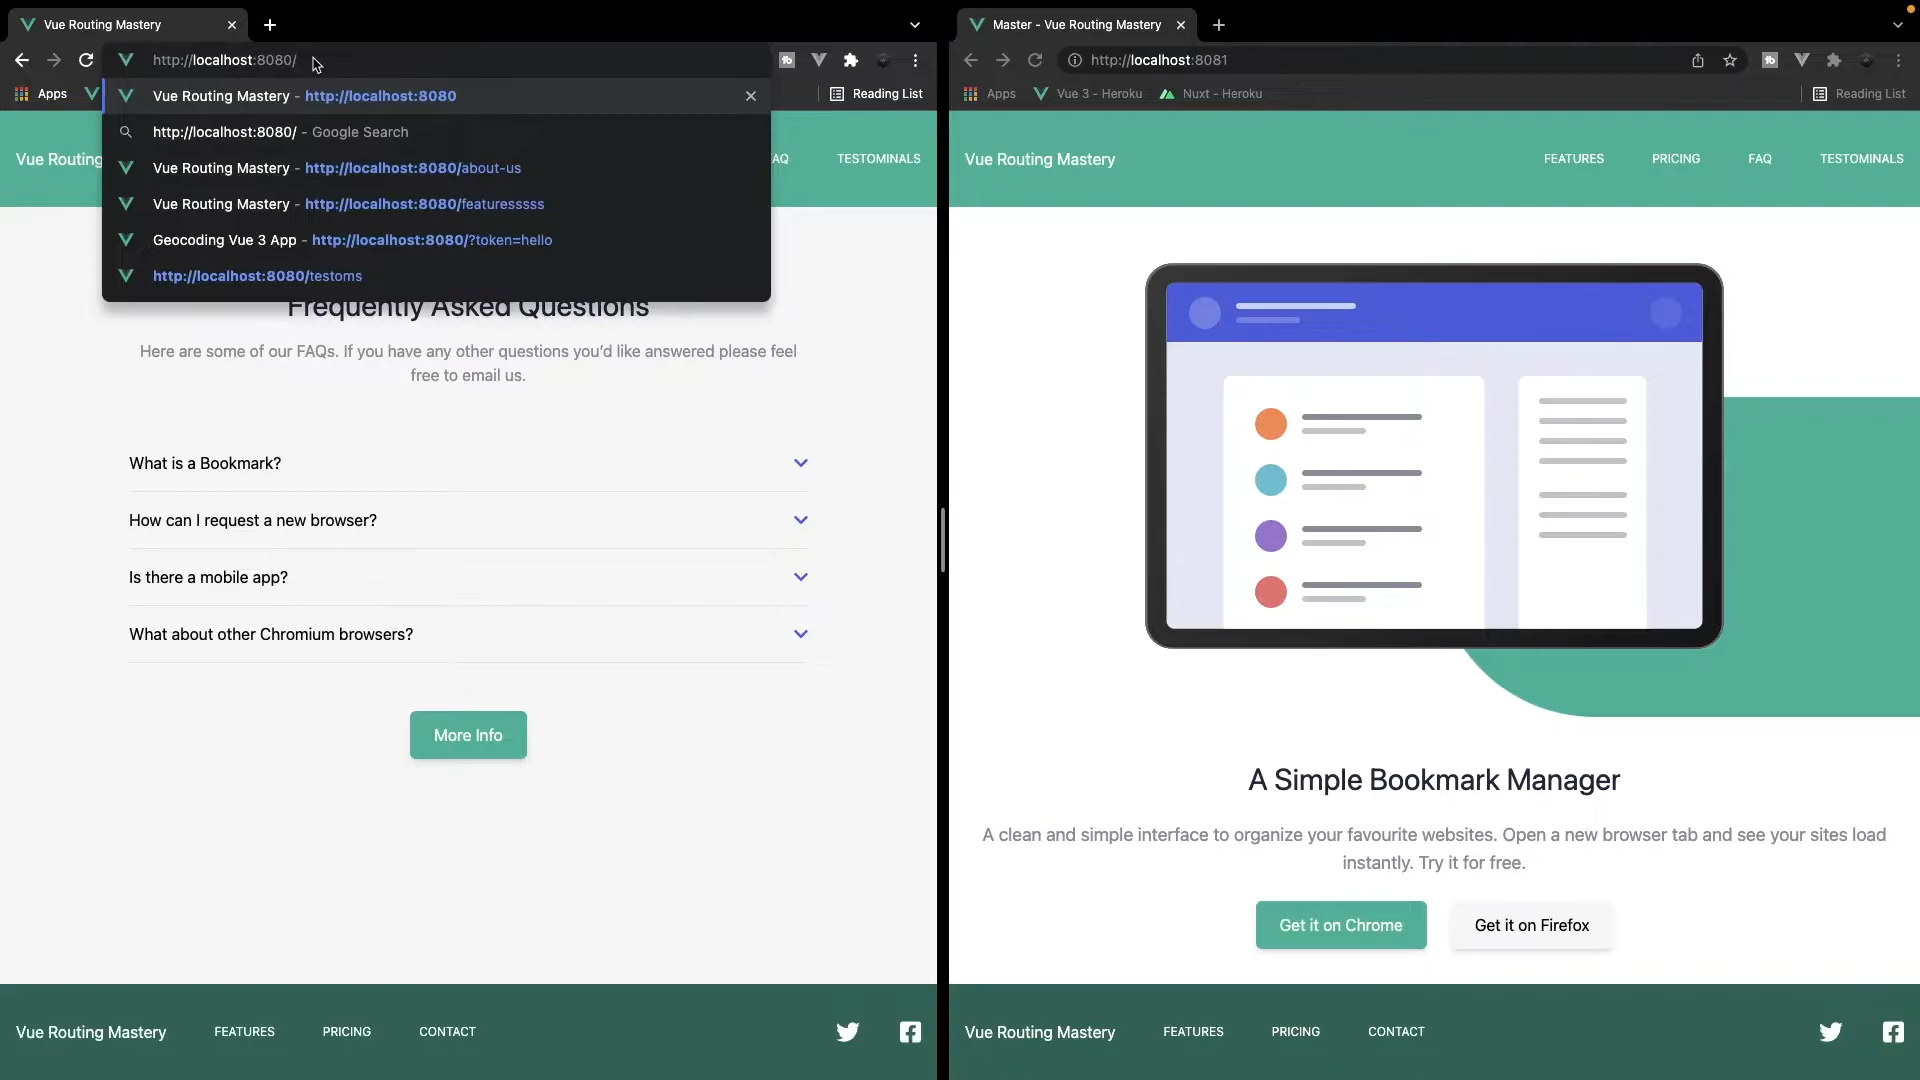 Vue Routing Mastery
http://localhost:8080/
Vue Routing Mastery - http://localhost:8080
http://localhost:8080/ - Google Search
Vue Routing Mastery - http://localhost:8080/about-us
Vue Routing Mastery - http://localhost:8080/featuresssss
Geocoding Vue 3 App - http://localhost:8080/?token=hello
http://localhost:8080/testoms
Apps
Reading List
Vue Routing
AQ
TESTOMINALS
Frequently Asked Questions
Here are some of our FAQs. If you have any other questions you’d like answered please feel
free to email us.
What is a Bookmark?
How can I request a new browser?
Is there a mobile app?
What about other Chromium browsers?
More Info
Vue Routing Mastery
FEATURES
PRICING
CONTACT
Master - Vue Routing Mastery
http://localhost:8081
Apps
Vue 3 - Heroku
Nuxt - Heroku
Reading List
Vue Routing Mastery
FEATURES
PRICING
FAQ
TESTOMINALS
A Simple Bookmark Manager
A clean and simple interface to organize your favourite websites. Open a new browser tab and see your sites load
instantly. Try it for free.
Get it on Chrome
Get it on Firefox
Vue Routing Mastery
FEATURES
PRICING
CONTACT